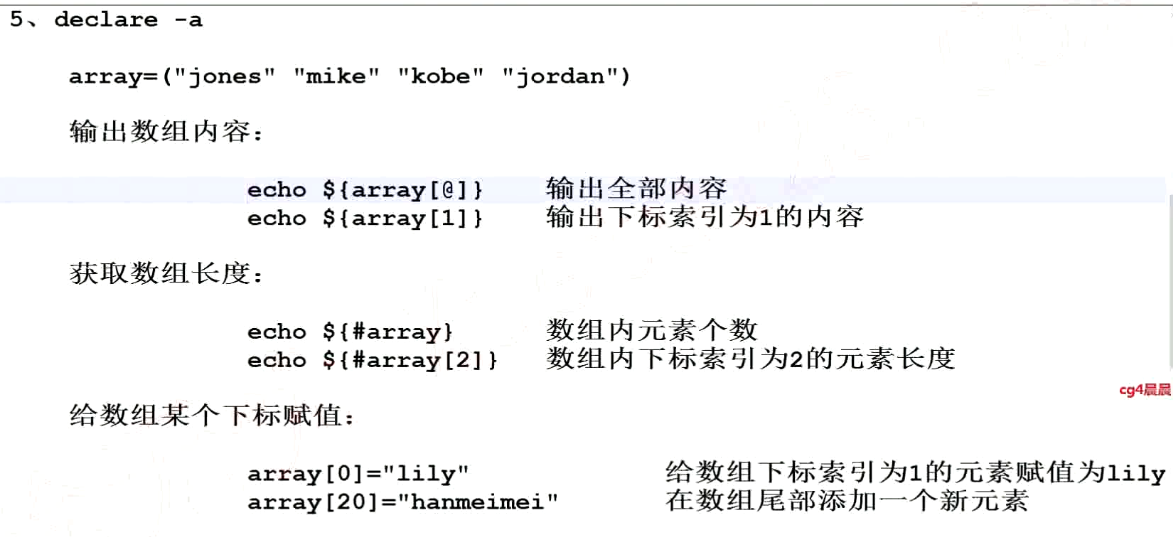 5、declare -a
array=("jones" "mike" "kobe" "jordan")
输出数组内容：
echo ${array[@]} 输出全部内容
echo ${array[1]} 输出下标索引为1的内容
获取数组长度：
echo ${#array} 数组内元素个数
echo ${#array[2]} 数组内下标索引为2的元素长度
cg4晨晨
给数组某个下标赋值：
array[0]="lily" 给数组下标索引为1的元素赋值为lily
array[20]="hanmeimei" 在数组尾部添加一个新元素